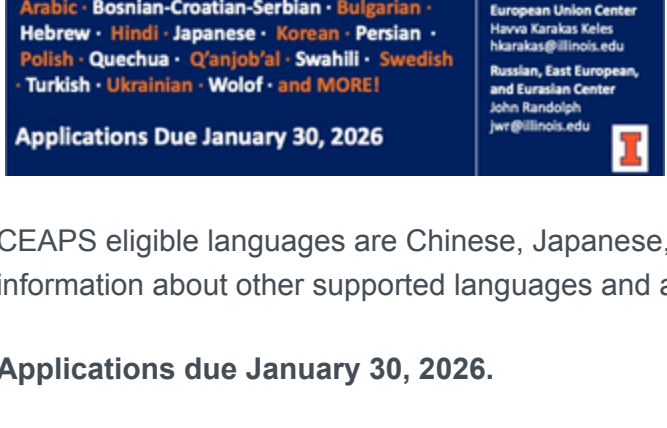 Arabic · Bosnian-Croatian-Serbian · Bulgarian ·
Hebrew · Hindi · Japanese · Korean · Persian ·
Polish · Quechua · Q'anjob'al · Swahili · Swedish
· Turkish · Ukrainian · Wolof · and MORE!
Applications Due January 30, 2026
European Union Center
Havva Karakas Keles
hkarakas@illinois.edu
Russian, East European,
and Eurasian Center
John Randolph
jwr@illinois.edu
I
CEAPS eligible languages are Chinese, Japanese,
information about other supported languages and a
Applications due January 30, 2026.